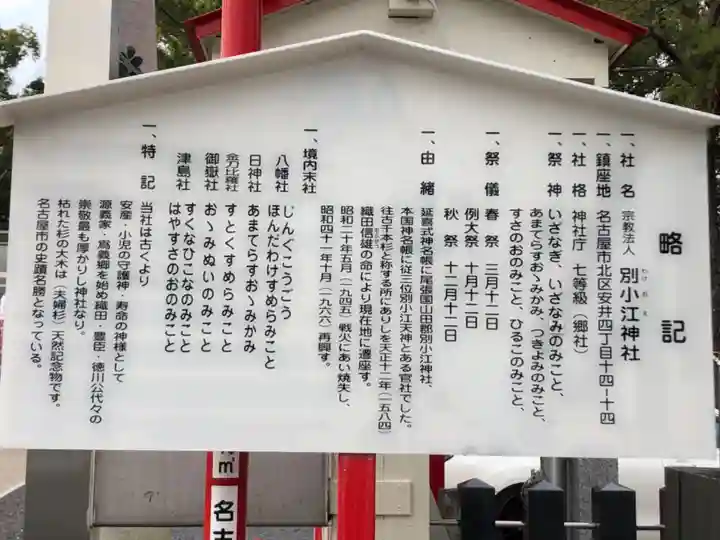 略記
一、社名 宗教法人 別小江神社
わけ おえ
一、鎮座地 名古屋市北区安井四丁目十四ー十四
一、社格 神社庁 七等級(郷社)
一、祭神 いざなぎ、いざなみのみこと、
あまてらすおゝみかみ、つきよみのみこと、
すさのおのみこと、ひるこのみこと、
一、祭儀 春祭 三月十二日
例大祭 十月十二日
秋祭 十二月十二日
一、由緒 延喜式神名帳に尾張国山田郡別小江神社、
本国神名帳に従三位別小江天神とある官社でした。
往古千本杉と称する所にありしを天正十二年(一五八四)
織田信雄の命により現在地に遷座す。
昭和二十年五月(一九四五)戦火にあい焼失し、
昭和四十一年十月(一九六六)再興す。
一、境内末社
八幡社 じんぐうこうごう
ほんだわけすめらみこと
日神社 あまてらすおゝみかみ
金刀比羅社 すとくすめらみこと
御嶽社 おゝみぬいのみこと
すくなひこなのみこと
津島社 はやすさのおのみこと
一、特記 当社は古くより
安産・小児の守護神、寿命の神様として
源義家・為義郷を始め織田・豊臣・徳川公代々の
崇敬最も厚かりし神社なり。
枯れた杉の大木は(夫婦杉)天然記念物です。
名古屋市の史蹟名勝となっている。
㎥
名古